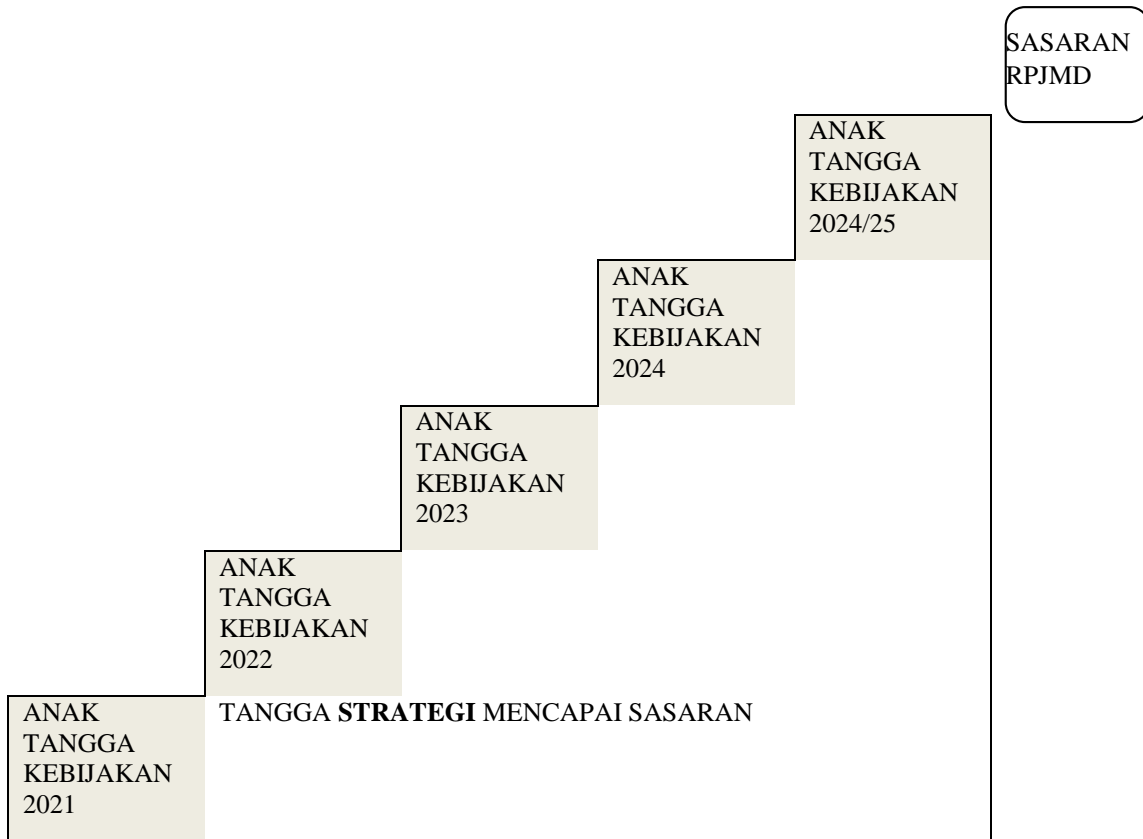 SASARAN
RPJMD
ANAK
TANGGA
KEBIJAKAN
2024/25
ANAK
TANGGA
KEBIJAKAN
2024
ANAK
TANGGA
KEBIJAKAN
2023
ANAK
TANGGA
KEBIJAKAN
2022
ANAK
TANGGA
KEBIJAKAN
2021
TANGGA STRATEGI MENCAPAI SASARAN